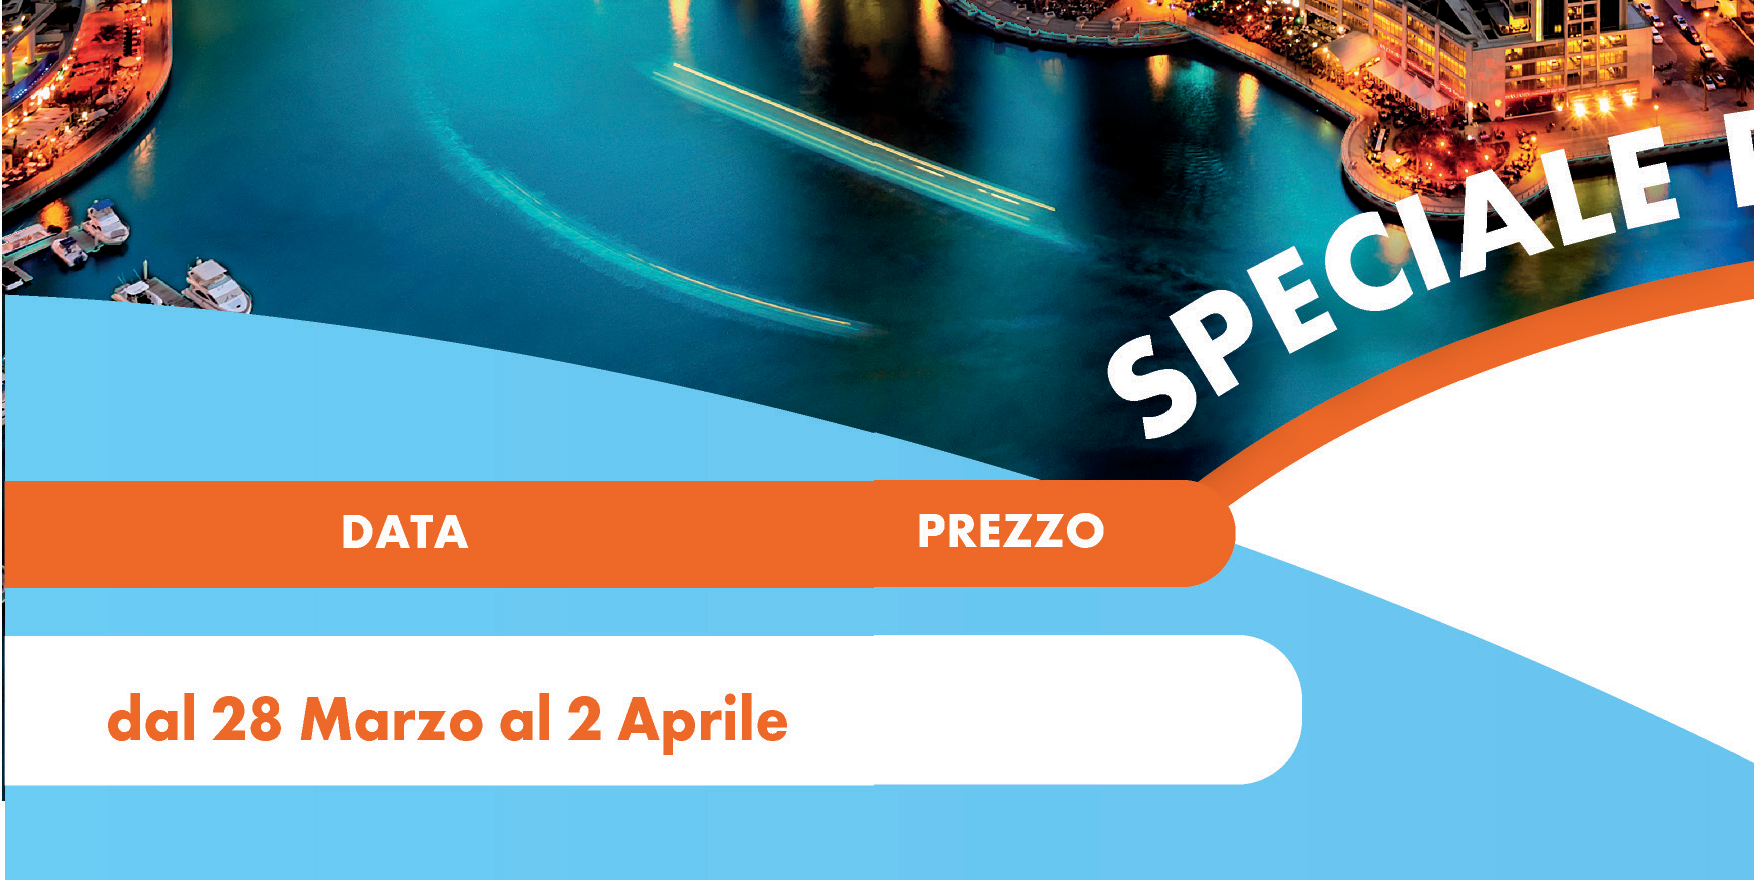 SPECIALE
DATA PREZZO
dal 28 Marzo al 2 Aprile